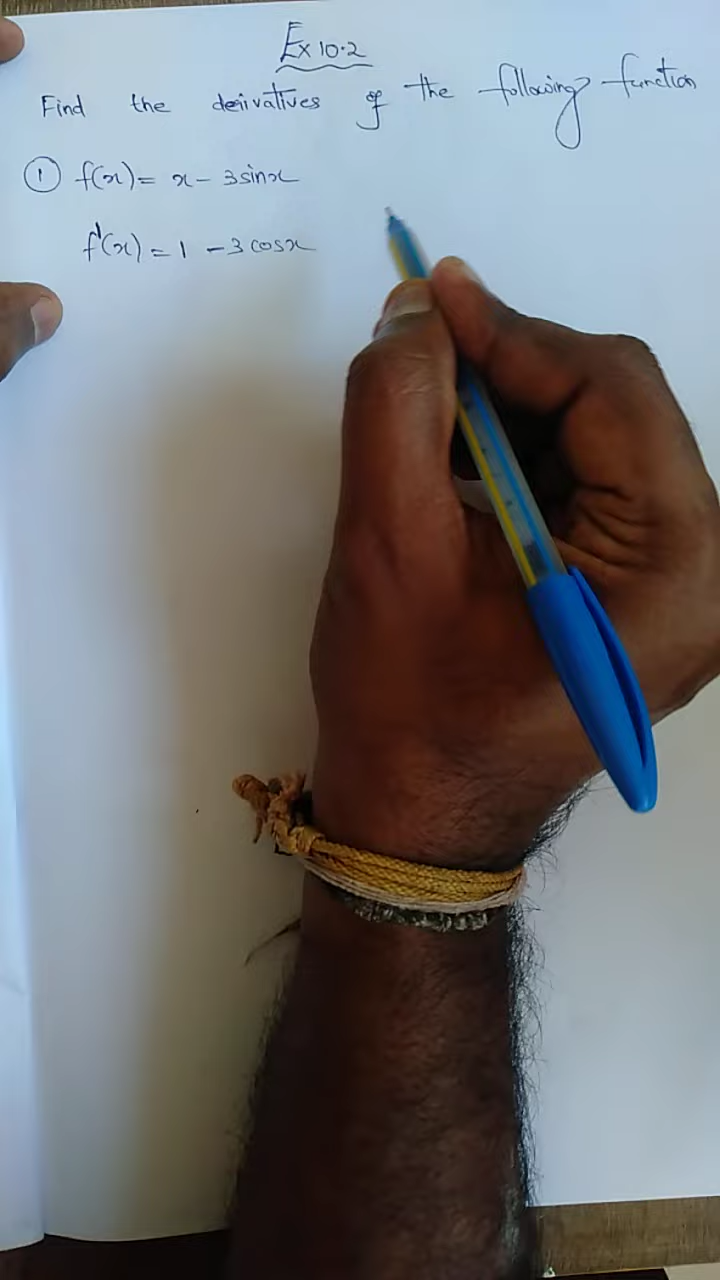 Ex 10.2
Find the derivatives of the following function
① f(x) = x - 3sinx
f'(x) = 1 - 3 cosx